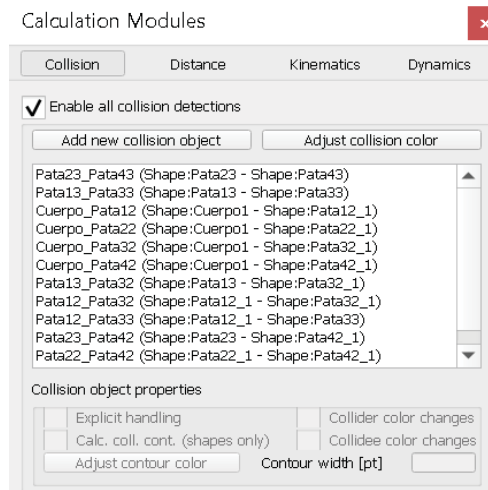 Calculation Modules
Collision Distance Kinematics Dynamics
Enable all collision detections
Add new collision object Adjust collision color
Pata23_Pata43 (Shape:Pata23 - Shape:Pata43)
Pata13_Pata33 (Shape:Pata13 - Shape:Pata33)
Cuerpo_Pata12 (Shape:Cuerpo1 - Shape:Pata12_1)
Cuerpo_Pata22 (Shape:Cuerpo1 - Shape:Pata22_1)
Cuerpo_Pata32 (Shape:Cuerpo1 - Shape:Pata32_1)
Cuerpo_Pata42 (Shape:Cuerpo1 - Shape:Pata42_1)
Pata13_Pata32 (Shape:Pata13 - Shape:Pata32_1)
Pata12_Pata32 (Shape:Pata12_1 - Shape:Pata32_1)
Pata12_Pata33 (Shape:Pata12_1 - Shape:Pata33)
Pata23_Pata42 (Shape:Pata23 - Shape:Pata42_1)
Pata22_Pata42 (Shape:Pata22_1 - Shape:Pata42_1)
Collision object properties
Explicit handling Collider color changes
Calc. coll. cont. (shapes only) Collidee color changes
Adjust contour color Contour width [pt]